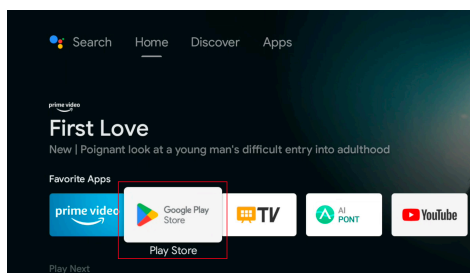 Search Home Discover Apps
prime video
First Love
New | Poignant look at a young man's difficult entry into adulthood
Favorite Apps
prime video
Google Play
Store
TV
AI
PONT
YouTube
Play Store
Play Next